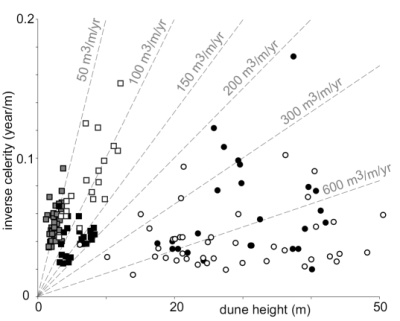 0.2
50 m³/m/yr
100 m³/m/yr
150 m³/m/yr
200 m³/m/yr
300 m³/m/yr
600 m³/m/yr
inverse celerity (year/m)
0.1
0
0
20
dune height (m)
50